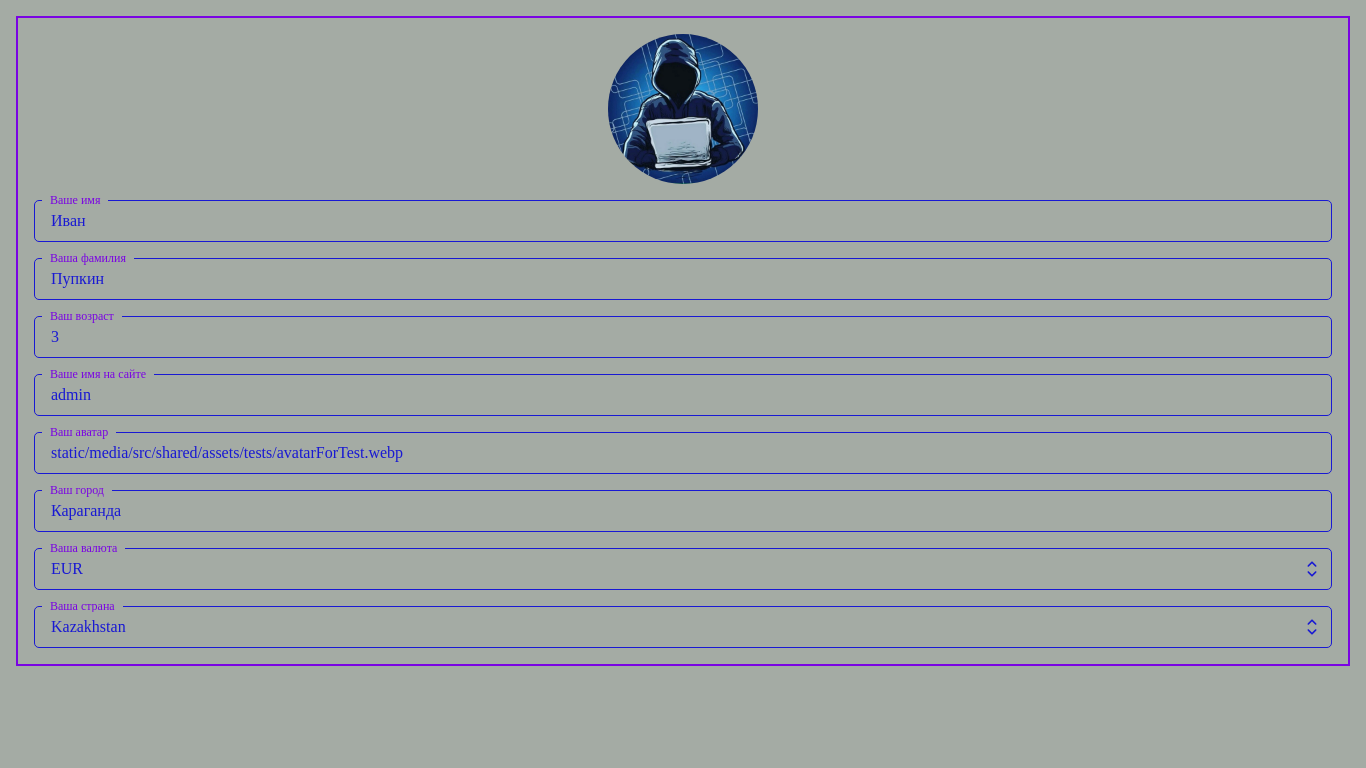 Ваше имя
Иван
Ваша фамилия
Пупкин
Ваш возраст
3
Ваше имя на сайте
admin
Ваш аватар
static/media/src/shared/assets/tests/avatarForTest.webp
Ваш город
Караганда
Ваша валюта
EUR
Ваша страна
Kazakhstan